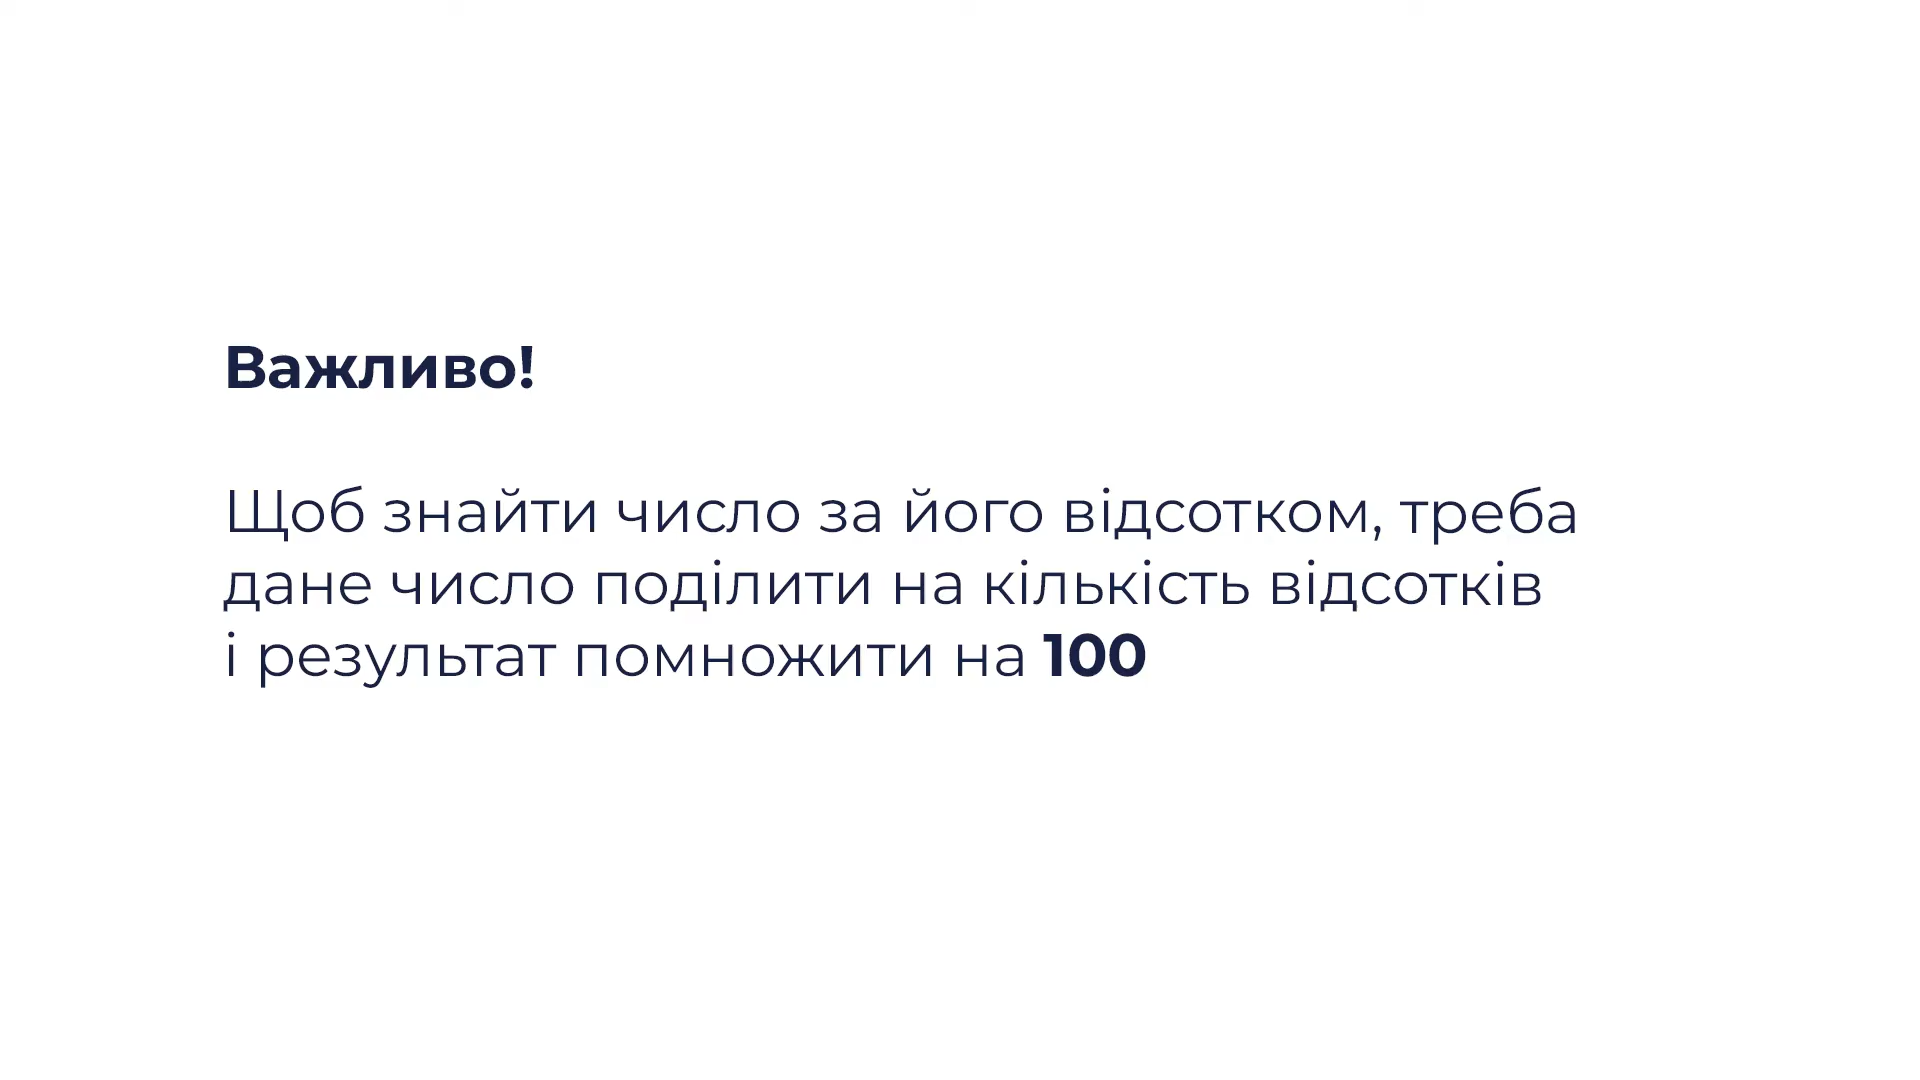 Важливо!
Щоб знайти число за його відсотком, треба
дане число поділити на кількість відсотків
і результат помножити на 100